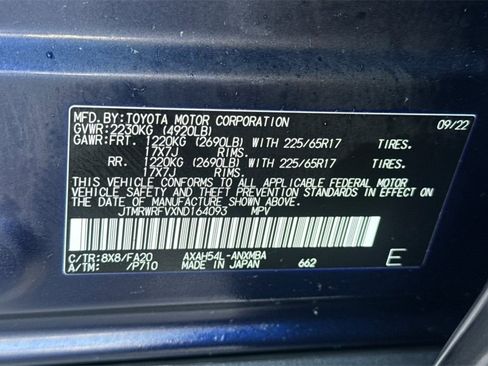 MFD.BY:TOYOTA MOTOR CORPORATION 09/22
GVWR:2230KG (4920LB)
GAWR:FRT. 1220KG (2690LB) WITH 225/65R17 TIRES.
17X7J RIMS.
RR. 1220KG (2690LB) WITH 225/65R17 TIRES.
17X7J RIMS.
THIS VEHICLE CONFORMS TO ALL APPLICABLE FEDERAL MOTOR
VEHICLE SAFETY AND THEFT PREVENTION STANDARDS IN EFFECT ON
THE DATE OF MANUFACTURE SHOWN ABOVE.
JTMRWRFVXND164093 MPV
C/TR:8X8/FA20 AXAH54L-ANXMBA
A/TM: /P710 MADE IN JAPAN 662 E